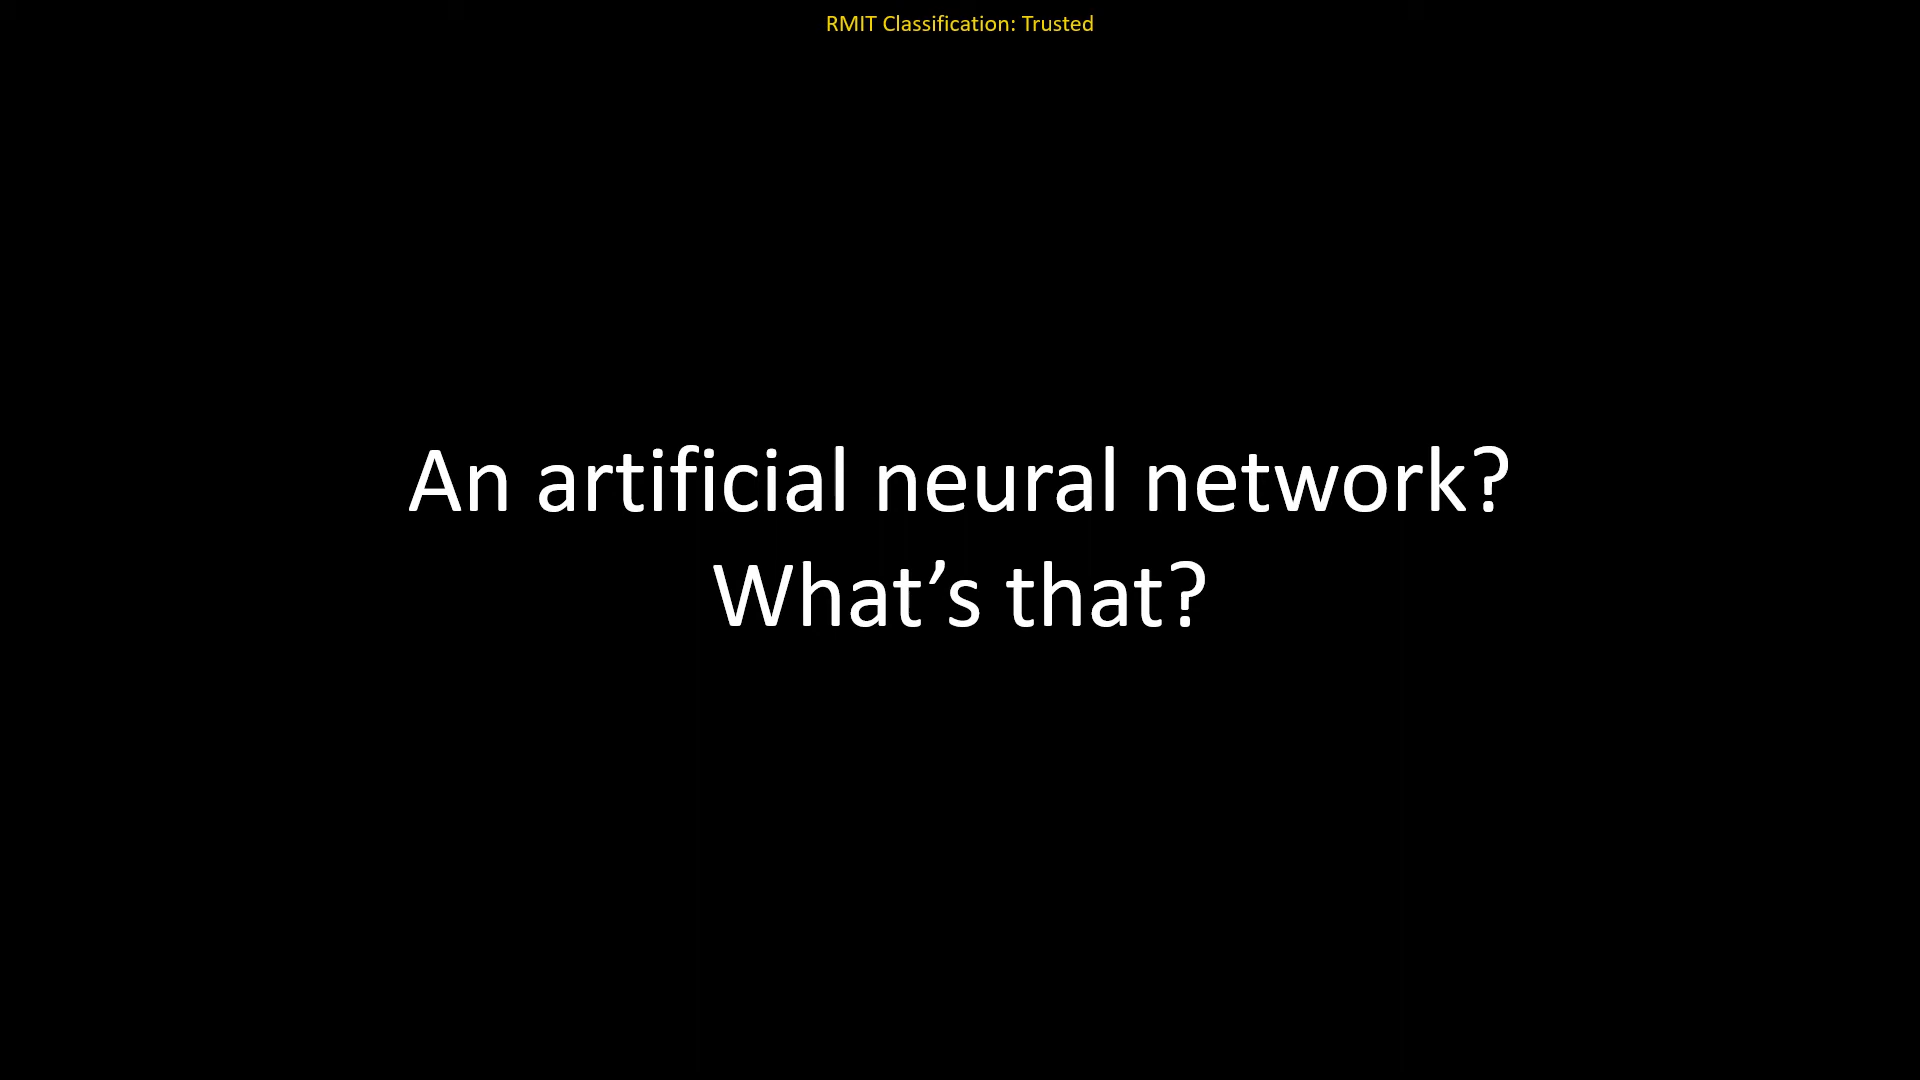 RMIT Classification: Trusted
An artificial neural network?
What’s that?